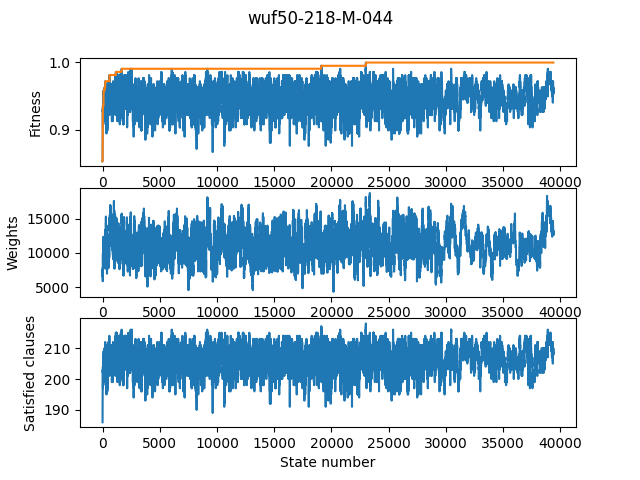 wuf50-218-M-044
1.0
0.9
Fitness
0 5000 10000 15000 20000 25000 30000 35000 40000
15000
10000
5000
Weights
0 5000 10000 15000 20000 25000 30000 35000 40000
210
200
190
Satisfied clauses
0 5000 10000 15000 20000 25000 30000 35000 40000
State number